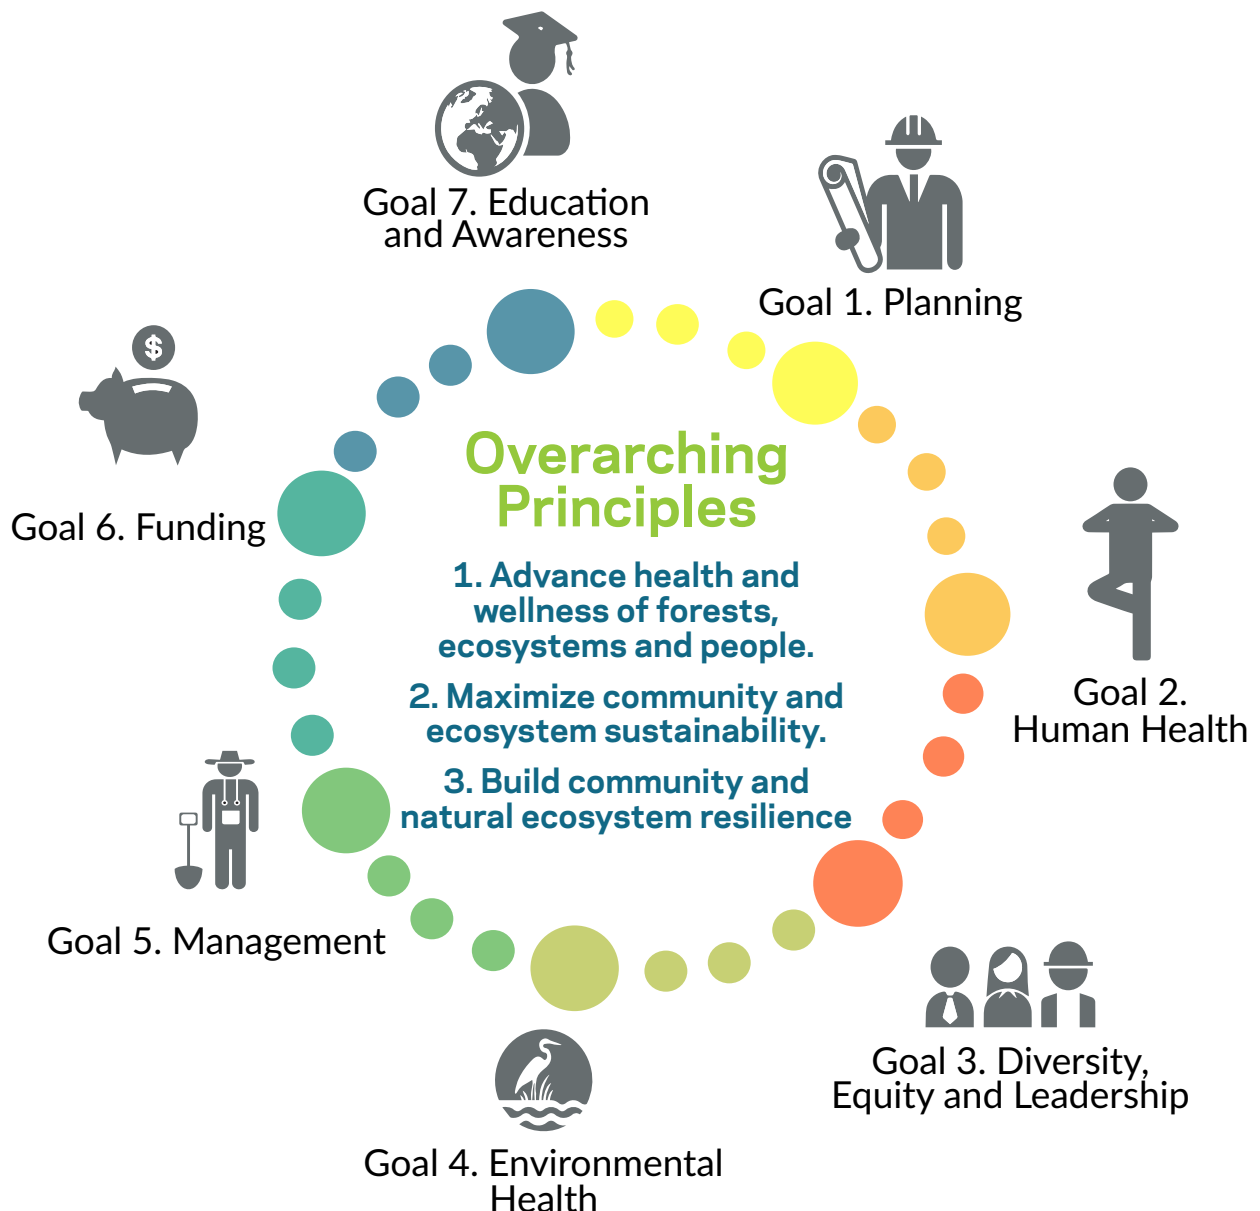 Goal 7. Education
and Awareness
Goal 1. Planning
$
Goal 6. Funding
Overarching
Principles
1. Advance health and
wellness of forests,
ecosystems and people.
2. Maximize community and
ecosystem sustainability.
3. Build community and
natural ecosystem resilience
Goal 2.
Human Health
Goal 5. Management
Goal 3. Diversity,
Equity and Leadership
Goal 4. Environmental
Health